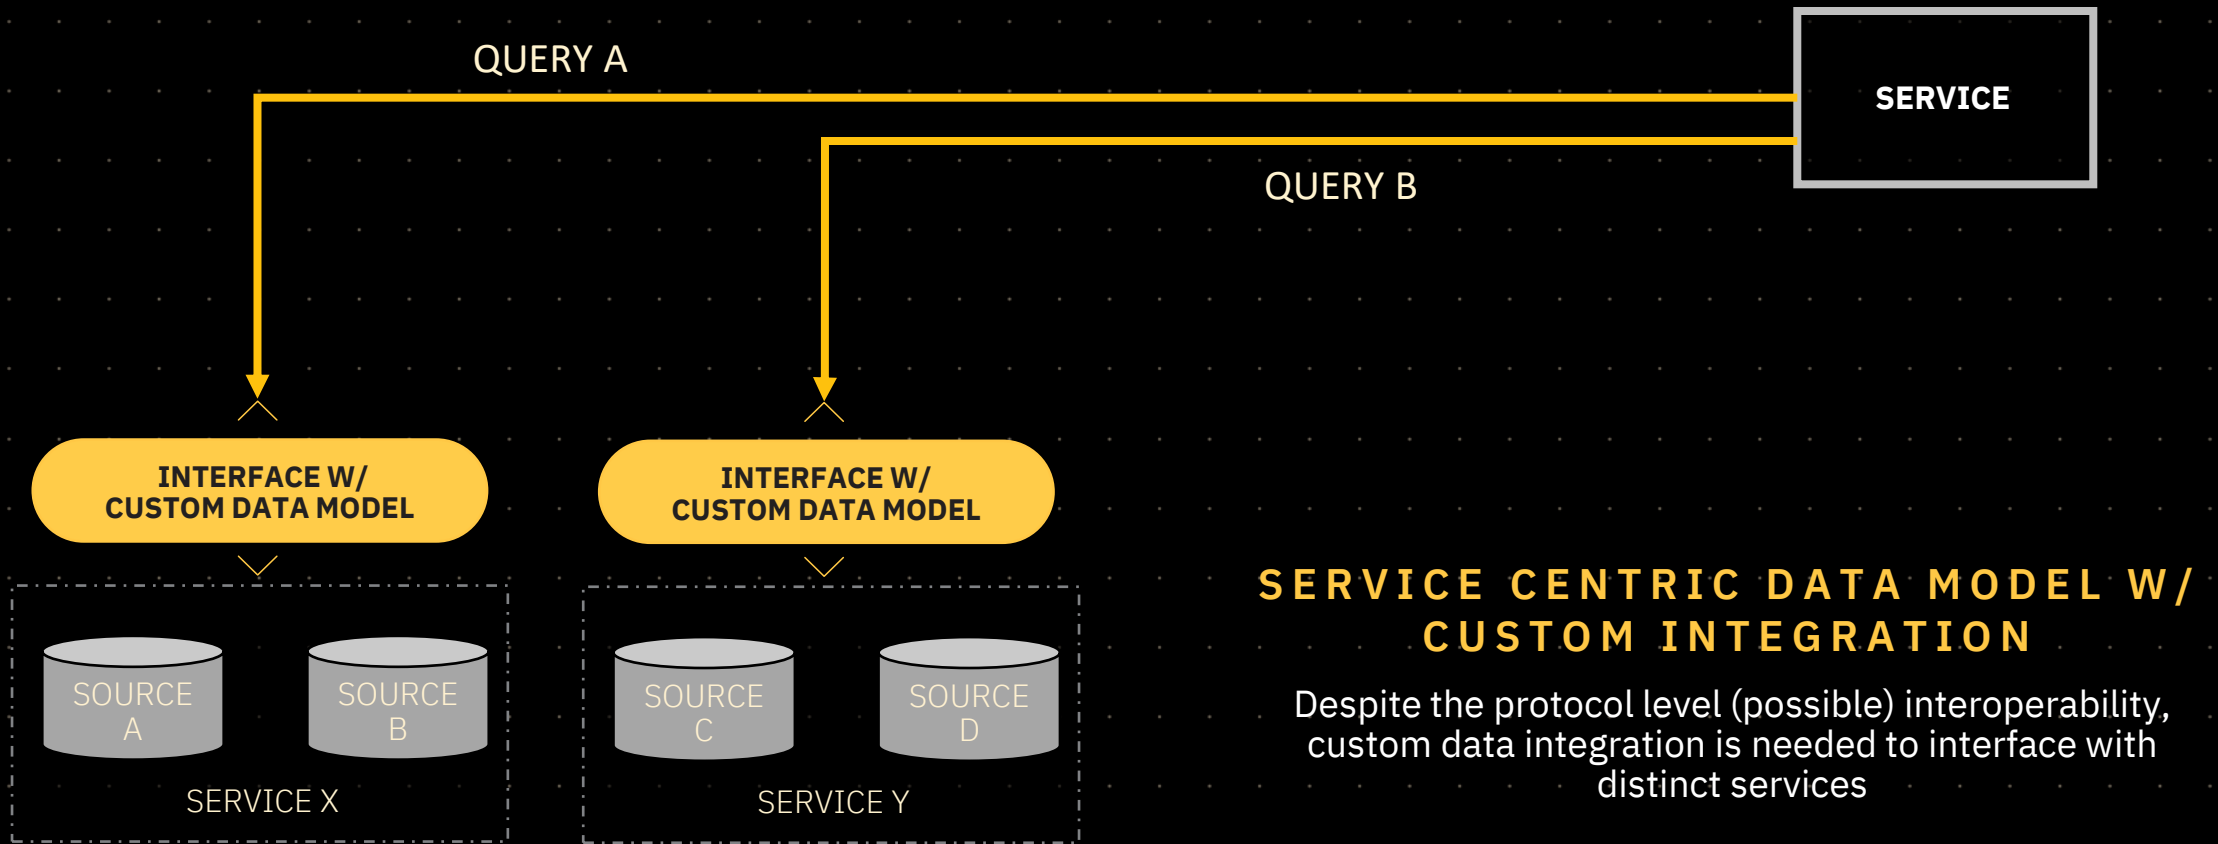 QUERY A
SERVICE
QUERY B
INTERFACE W/
CUSTOM DATA MODEL
INTERFACE W/
CUSTOM DATA MODEL
SERVICE CENTRIC DATA MODEL W/
CUSTOM INTEGRATION
Despite the protocol level (possible) interoperability,
custom data integration is needed to interface with
distinct services
SOURCE
A
SOURCE
B
SERVICE X
SOURCE
C
SOURCE
D
SERVICE Y